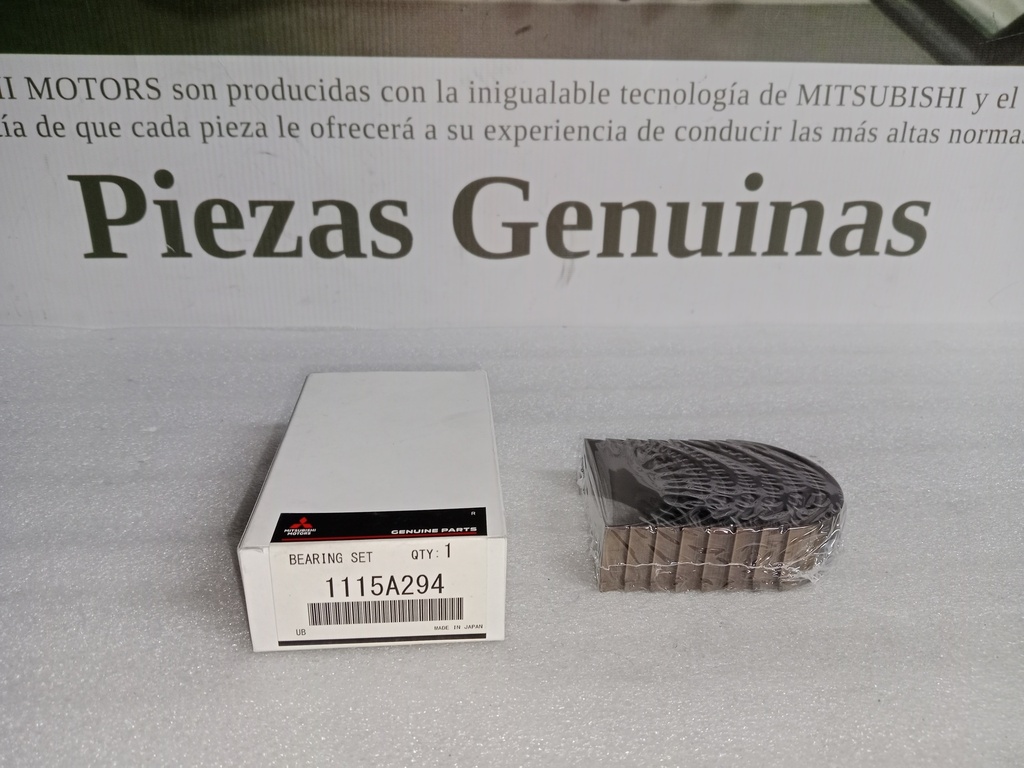 I MOTORS son producidas con la inigualable tecnología de MITSUBISHI y el
ía de que cada pieza le ofrecerá a su experiencia de conducir las más altas norma
Piezas Genuinas
MITSUBISHI MOTORS
GENUINE PARTS
BEARING SET QTY: 1
1115A294
UB MADE IN JAPAN